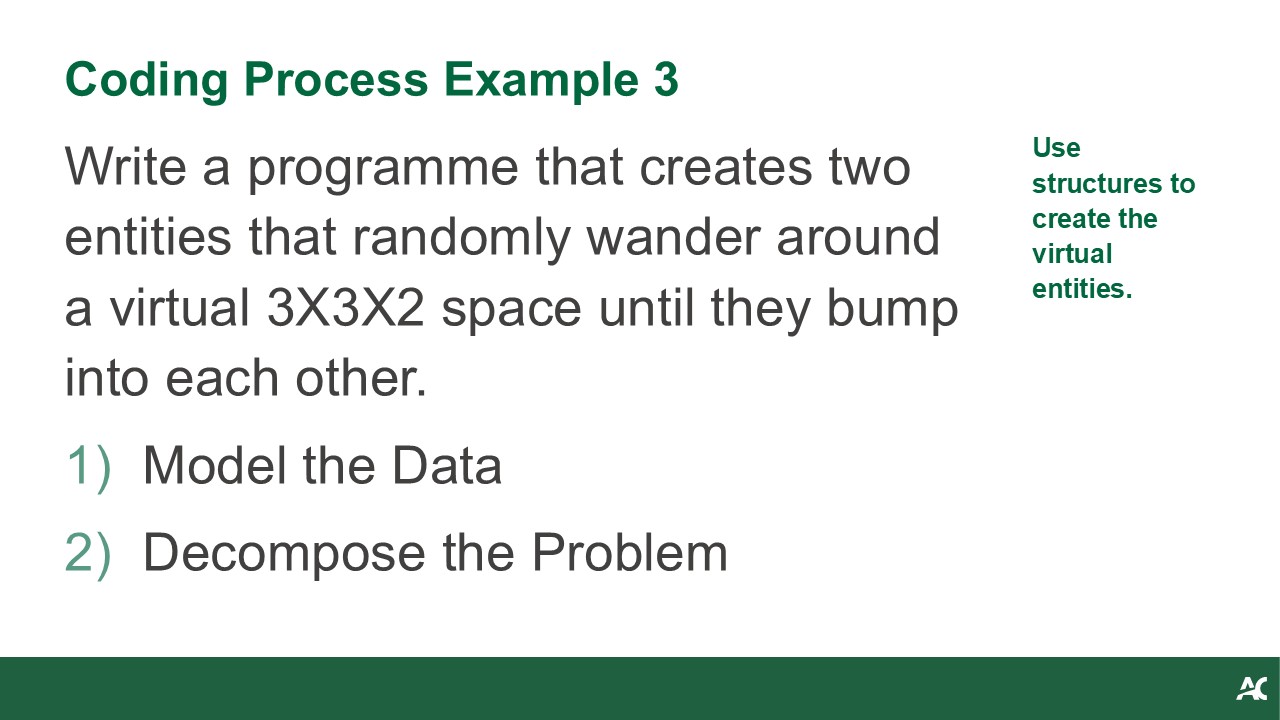 Coding Process Example 3
Write a programme that creates two
entities that randomly wander around
a virtual 3X3X2 space until they bump
into each other.
1) Model the Data
2) Decompose the Problem
Use
structures to
create the
virtual
entities.
AC